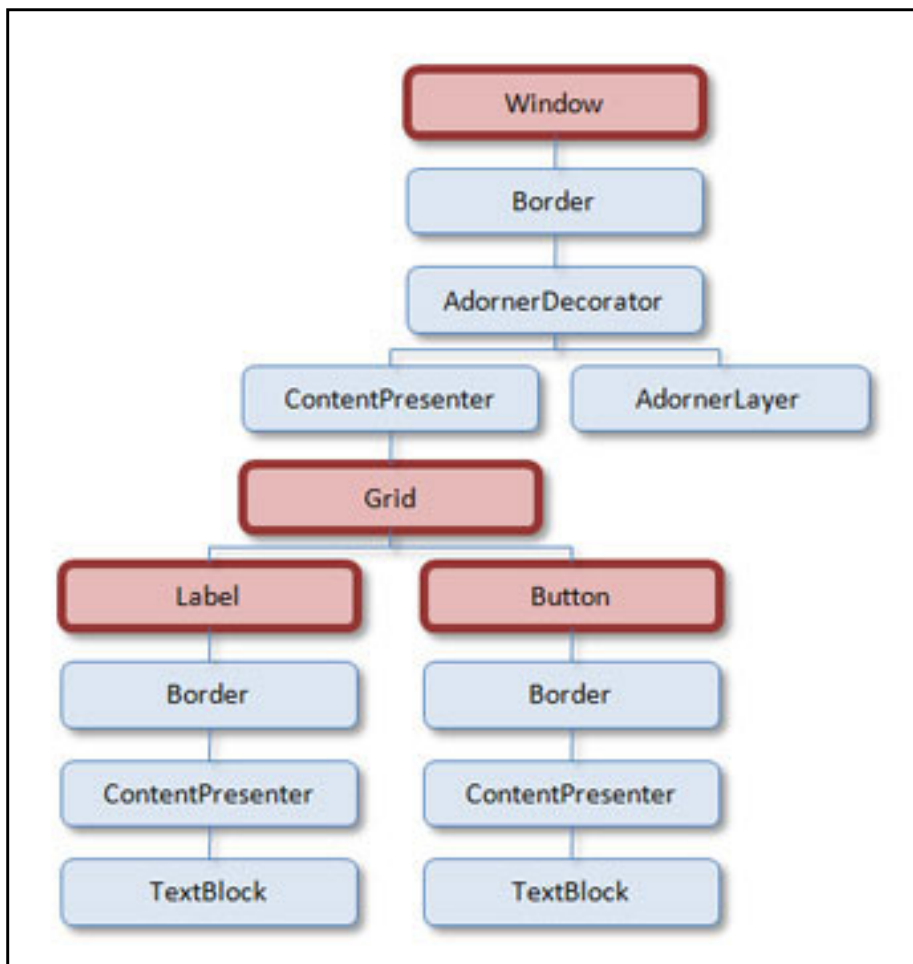 Window
Border
AdornerDecorator
ContentPresenter
AdornerLayer
Grid
Label
Button
Border
Border
ContentPresenter
ContentPresenter
TextBlock
TextBlock